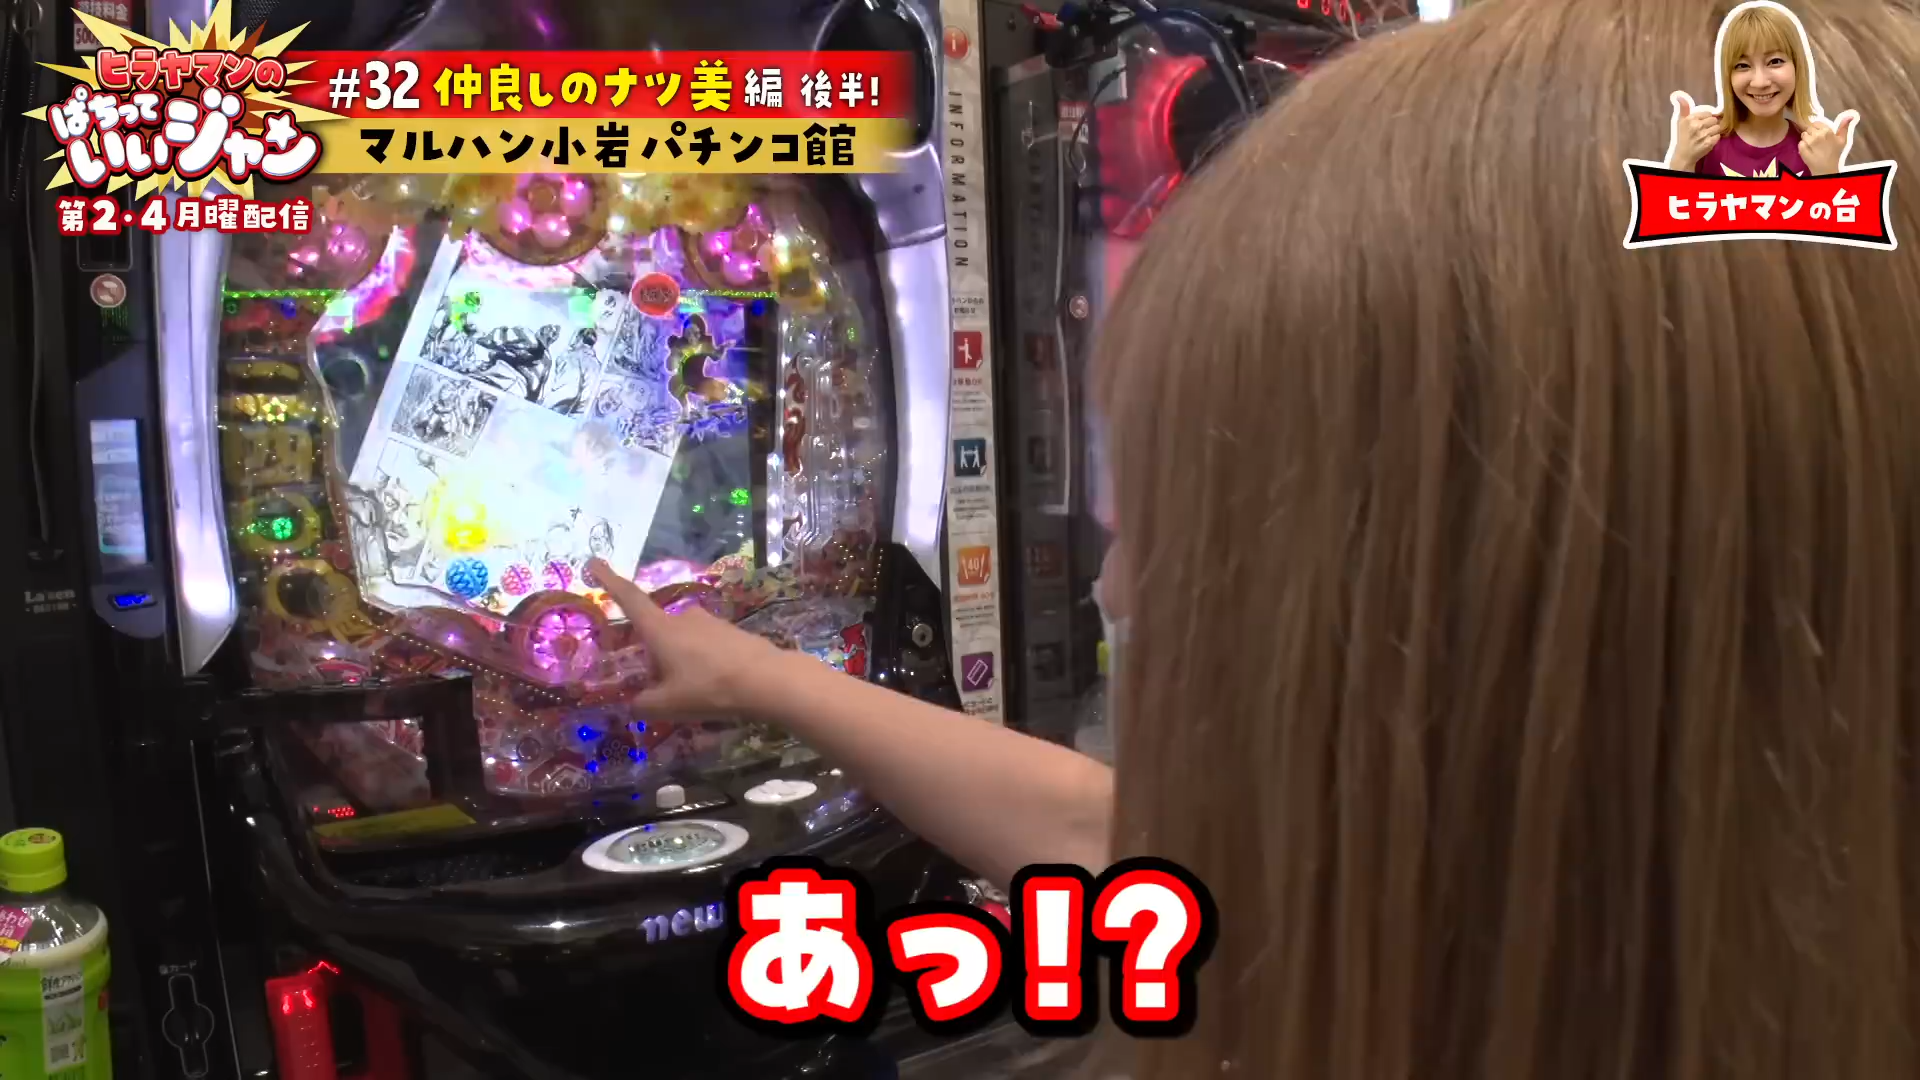 ヒラヤマンの
ぱちって
いいジャン
第2・4月曜配信
#32 仲良しのナツ美編 後半!
マルハン小岩パチンコ館
ヒラヤマンの台
INFORMATION
La'sen
new
あっ!?